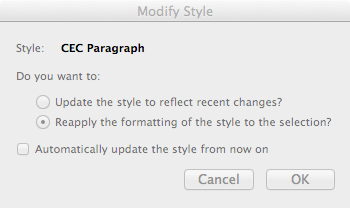 Modify Style
Style: CEC Paragraph
Do you want to:
Update the style to reflect recent changes?
Reapply the formatting of the style to the selection?
Automatically update the style from now on
Cancel OK